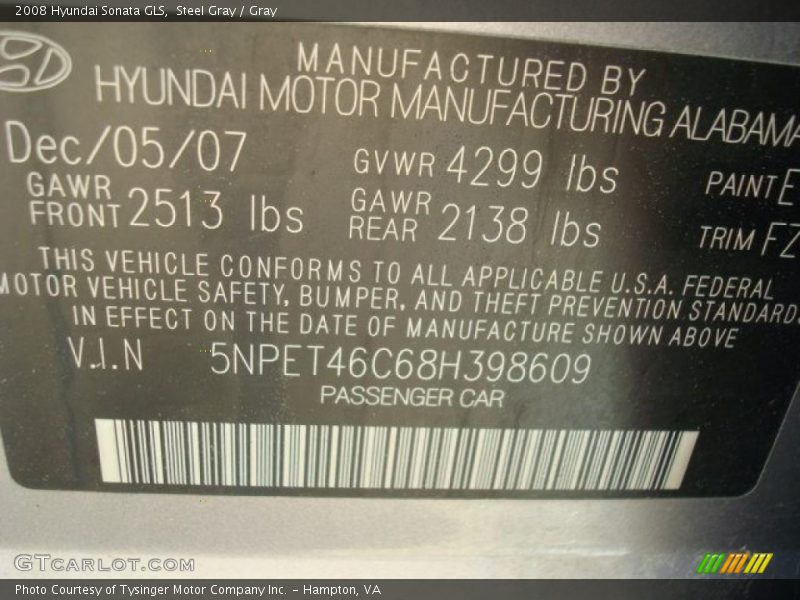 2008 Hyundai Sonata GLS, Steel Gray / Gray
MANUFACTURED BY
HYUNDAI MOTOR MANUFACTURING ALABAMA
Dec/05/07 GVWR 4299 lbs PAINT E
GAWR FRONT 2513 lbs GAWR REAR 2138 lbs TRIM FZ
THIS VEHICLE CONFORMS TO ALL APPLICABLE U.S.A. FEDERAL
MOTOR VEHICLE SAFETY, BUMPER, AND THEFT PREVENTION STANDARDS
IN EFFECT ON THE DATE OF MANUFACTURE SHOWN ABOVE
V.I.N 5NPET46C68H398609
PASSENGER CAR
GTCARLOT.COM
Photo Courtesy of Tysinger Motor Company Inc. - Hampton, VA